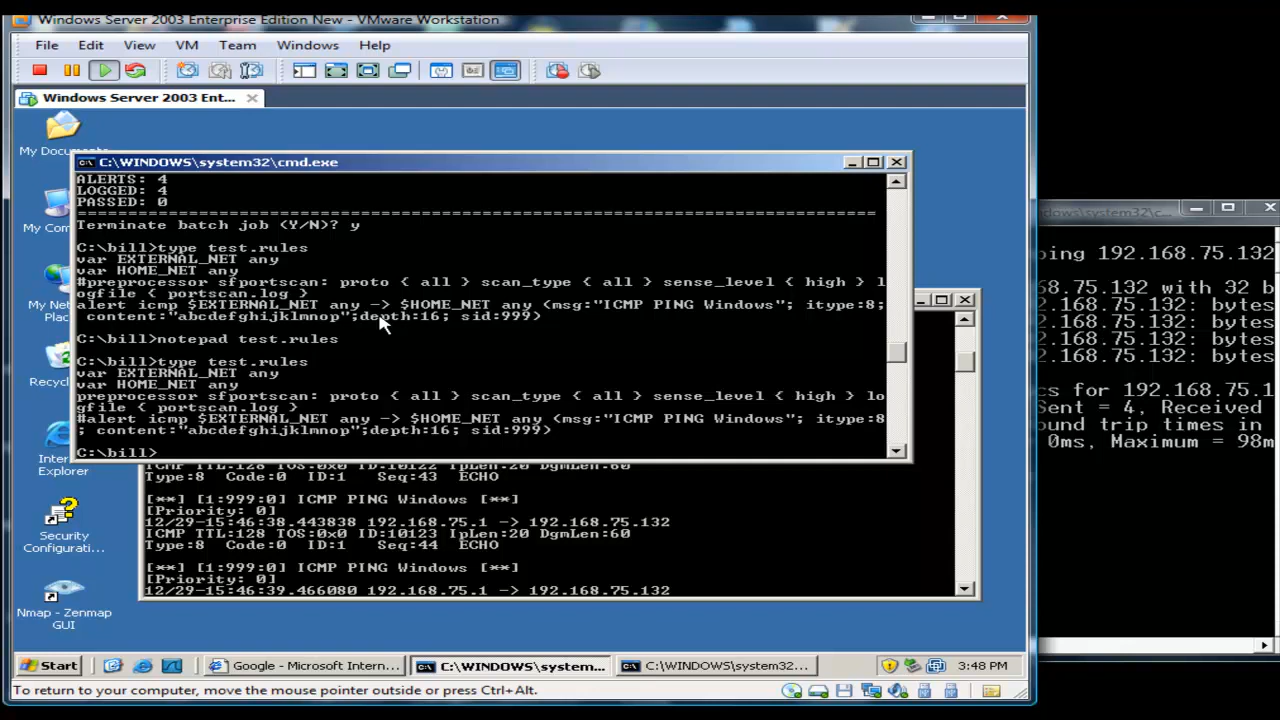 Windows Server 2003 Enterprise Edition New - VMware Workstation
File Edit View VM Team Windows Help
Windows Server 2003 Ent...
My Docum
My Com
My Net
Place
Recycl
Inter
Explorer
Security
Configurati...
Nmap - Zenmap
GUI
C:\WINDOWS\system32\cmd.exe
ALERTS: 4
LOGGED: 4
PASSED: 0
===============================================================================
Terminate batch job (Y/N)? y
C:\bill>type test.rules
var EXTERNAL_NET any
var HOME_NET any
#preprocessor sfportscan: proto { all } scan_type { all } sense_level { high } l
ogfile { portscan.log }
alert icmp $EXTERNAL_NET any -> $HOME_NET any (msg:"ICMP PING Windows"; itype:8;
content:"abcdefghijklmnop";depth:16; sid:999)
C:\bill>notepad test.rules
C:\bill>type test.rules
var EXTERNAL_NET any
var HOME_NET any
preprocessor sfportscan: proto { all } scan_type { all } sense_level { high } lo
gfile { portscan.log }
#alert icmp $EXTERNAL_NET any -> $HOME_NET any (msg:"ICMP PING Windows"; itype:8
; content:"abcdefghijklmnop";depth:16; sid:999)
C:\bill>
ICMP TTL:128 TOS:0x0 ID:10122 IpLen:20 DgmLen:60
Type:8 Code:0 ID:1 Seq:43 ECHO
[**] [1:999:0] ICMP PING Windows [**]
[Priority: 0]
12/29-15:46:38.443838 192.168.75.1 -> 192.168.75.132
ICMP TTL:128 TOS:0x0 ID:10123 IpLen:20 DgmLen:60
Type:8 Code:0 ID:1 Seq:44 ECHO
[**] [1:999:0] ICMP PING Windows [**]
[Priority: 0]
12/29-15:46:39.466080 192.168.75.1 -> 192.168.75.132
\system32\c...
ping 192.168.75.132
68.75.132 with 32 b
68.75.132: bytes
68.75.132: bytes
68.75.132: bytes
68.75.132: bytes
cs for 192.168.75.1
Sent = 4, Received
ound trip times in
0ms, Maximum = 98m
Start
Google - Microsoft Intern...
C:\WINDOWS\system...
C:\WINDOWS\system32...
3:48 PM
To return to your computer, move the mouse pointer outside or press Ctrl+Alt.